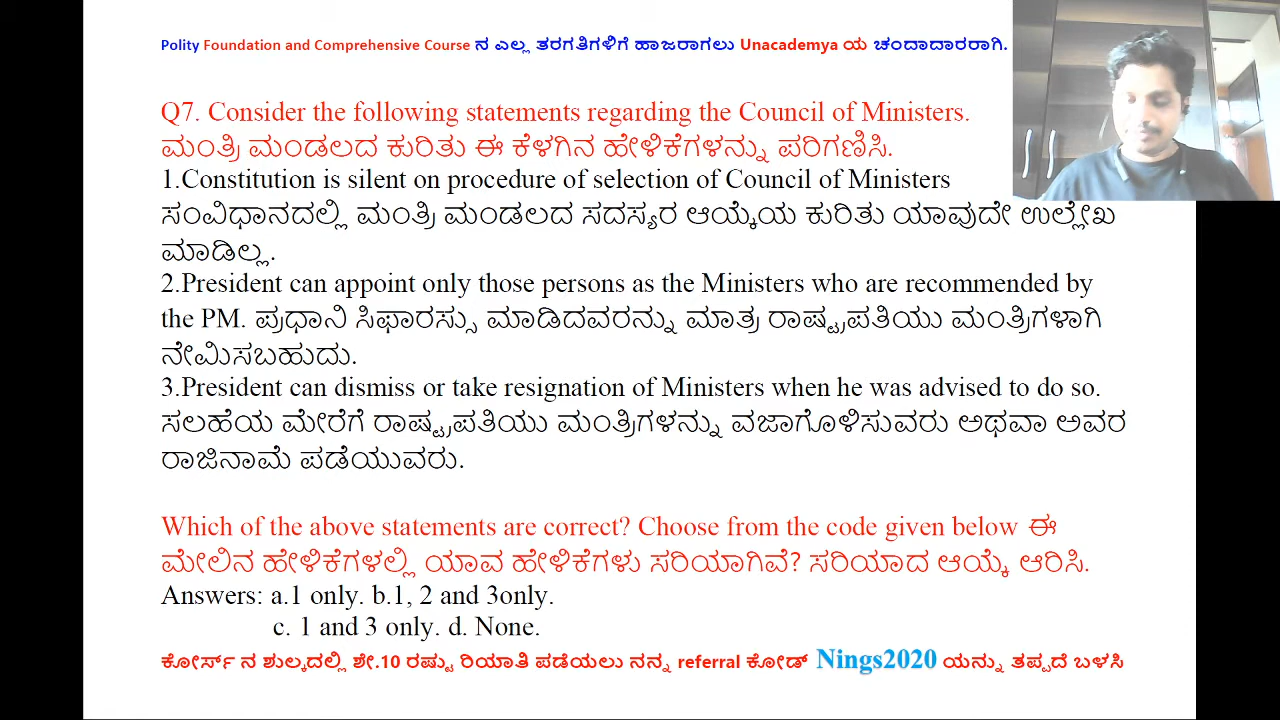 Polity Foundation and Comprehensive Course ನ ಎಲ್ಲ ತರಗತಿಗಳಿಗೆ ಹಾಜರಾಗಲು Unacademya ಯ ಚಂದಾದಾರರಾಗಿ.
Q7. Consider the following statements regarding the Council of Ministers.
ಮಂತ್ರಿ ಮಂಡಲದ ಕುರಿತು ಈ ಕೆಳಗಿನ ಹೇಳಿಕೆಗಳನ್ನು ಪರಿಗಣಿಸಿ.
1.Constitution is silent on procedure of selection of Council of Ministers
ಸಂವಿಧಾನದಲ್ಲಿ ಮಂತ್ರಿ ಮಂಡಲದ ಸದಸ್ಯರ ಆಯ್ಕೆಯ ಕುರಿತು ಯಾವುದೇ ಉಲ್ಲೇಖ
ಮಾಡಿಲ್ಲ.
2.President can appoint only those persons as the Ministers who are recommended by
the PM. ಪ್ರಧಾನಿ ಸಿಫಾರಸ್ಸು ಮಾಡಿದವರನ್ನು ಮಾತ್ರ ರಾಷ್ಟ್ರಪತಿಯು ಮಂತ್ರಿಗಳಾಗಿ
ನೇಮಿಸಬಹುದು.
3.President can dismiss or take resignation of Ministers when he was advised to do so.
ಸಲಹೆಯ ಮೇರೆಗೆ ರಾಷ್ಟ್ರಪತಿಯು ಮಂತ್ರಿಗಳನ್ನು ವಜಾಗೊಳಿಸುವರು ಅಥವಾ ಅವರ
ರಾಜಿನಾಮೆ ಪಡೆಯುವರು.
Which of the above statements are correct? Choose from the code given below ಈ
ಮೇಲಿನ ಹೇಳಿಕೆಗಳಲ್ಲಿ ಯಾವ ಹೇಳಿಕೆಗಳು ಸರಿಯಾಗಿವೆ? ಸರಿಯಾದ ಆಯ್ಕೆ ಆರಿಸಿ.
Answers: a.1 only. b.1, 2 and 3only.
c. 1 and 3 only. d. None.
ಕೋರ್ಸ್ ನ ಶುಲ್ಕದಲ್ಲಿ ಶೇ.10 ರಷ್ಟು ರಿಯಾತಿ ಪಡೆಯಲು ನನ್ನ referral ಕೋಡ್ Nings2020 ಯನ್ನು ತಪ್ಪದೆ ಬಳಸಿ